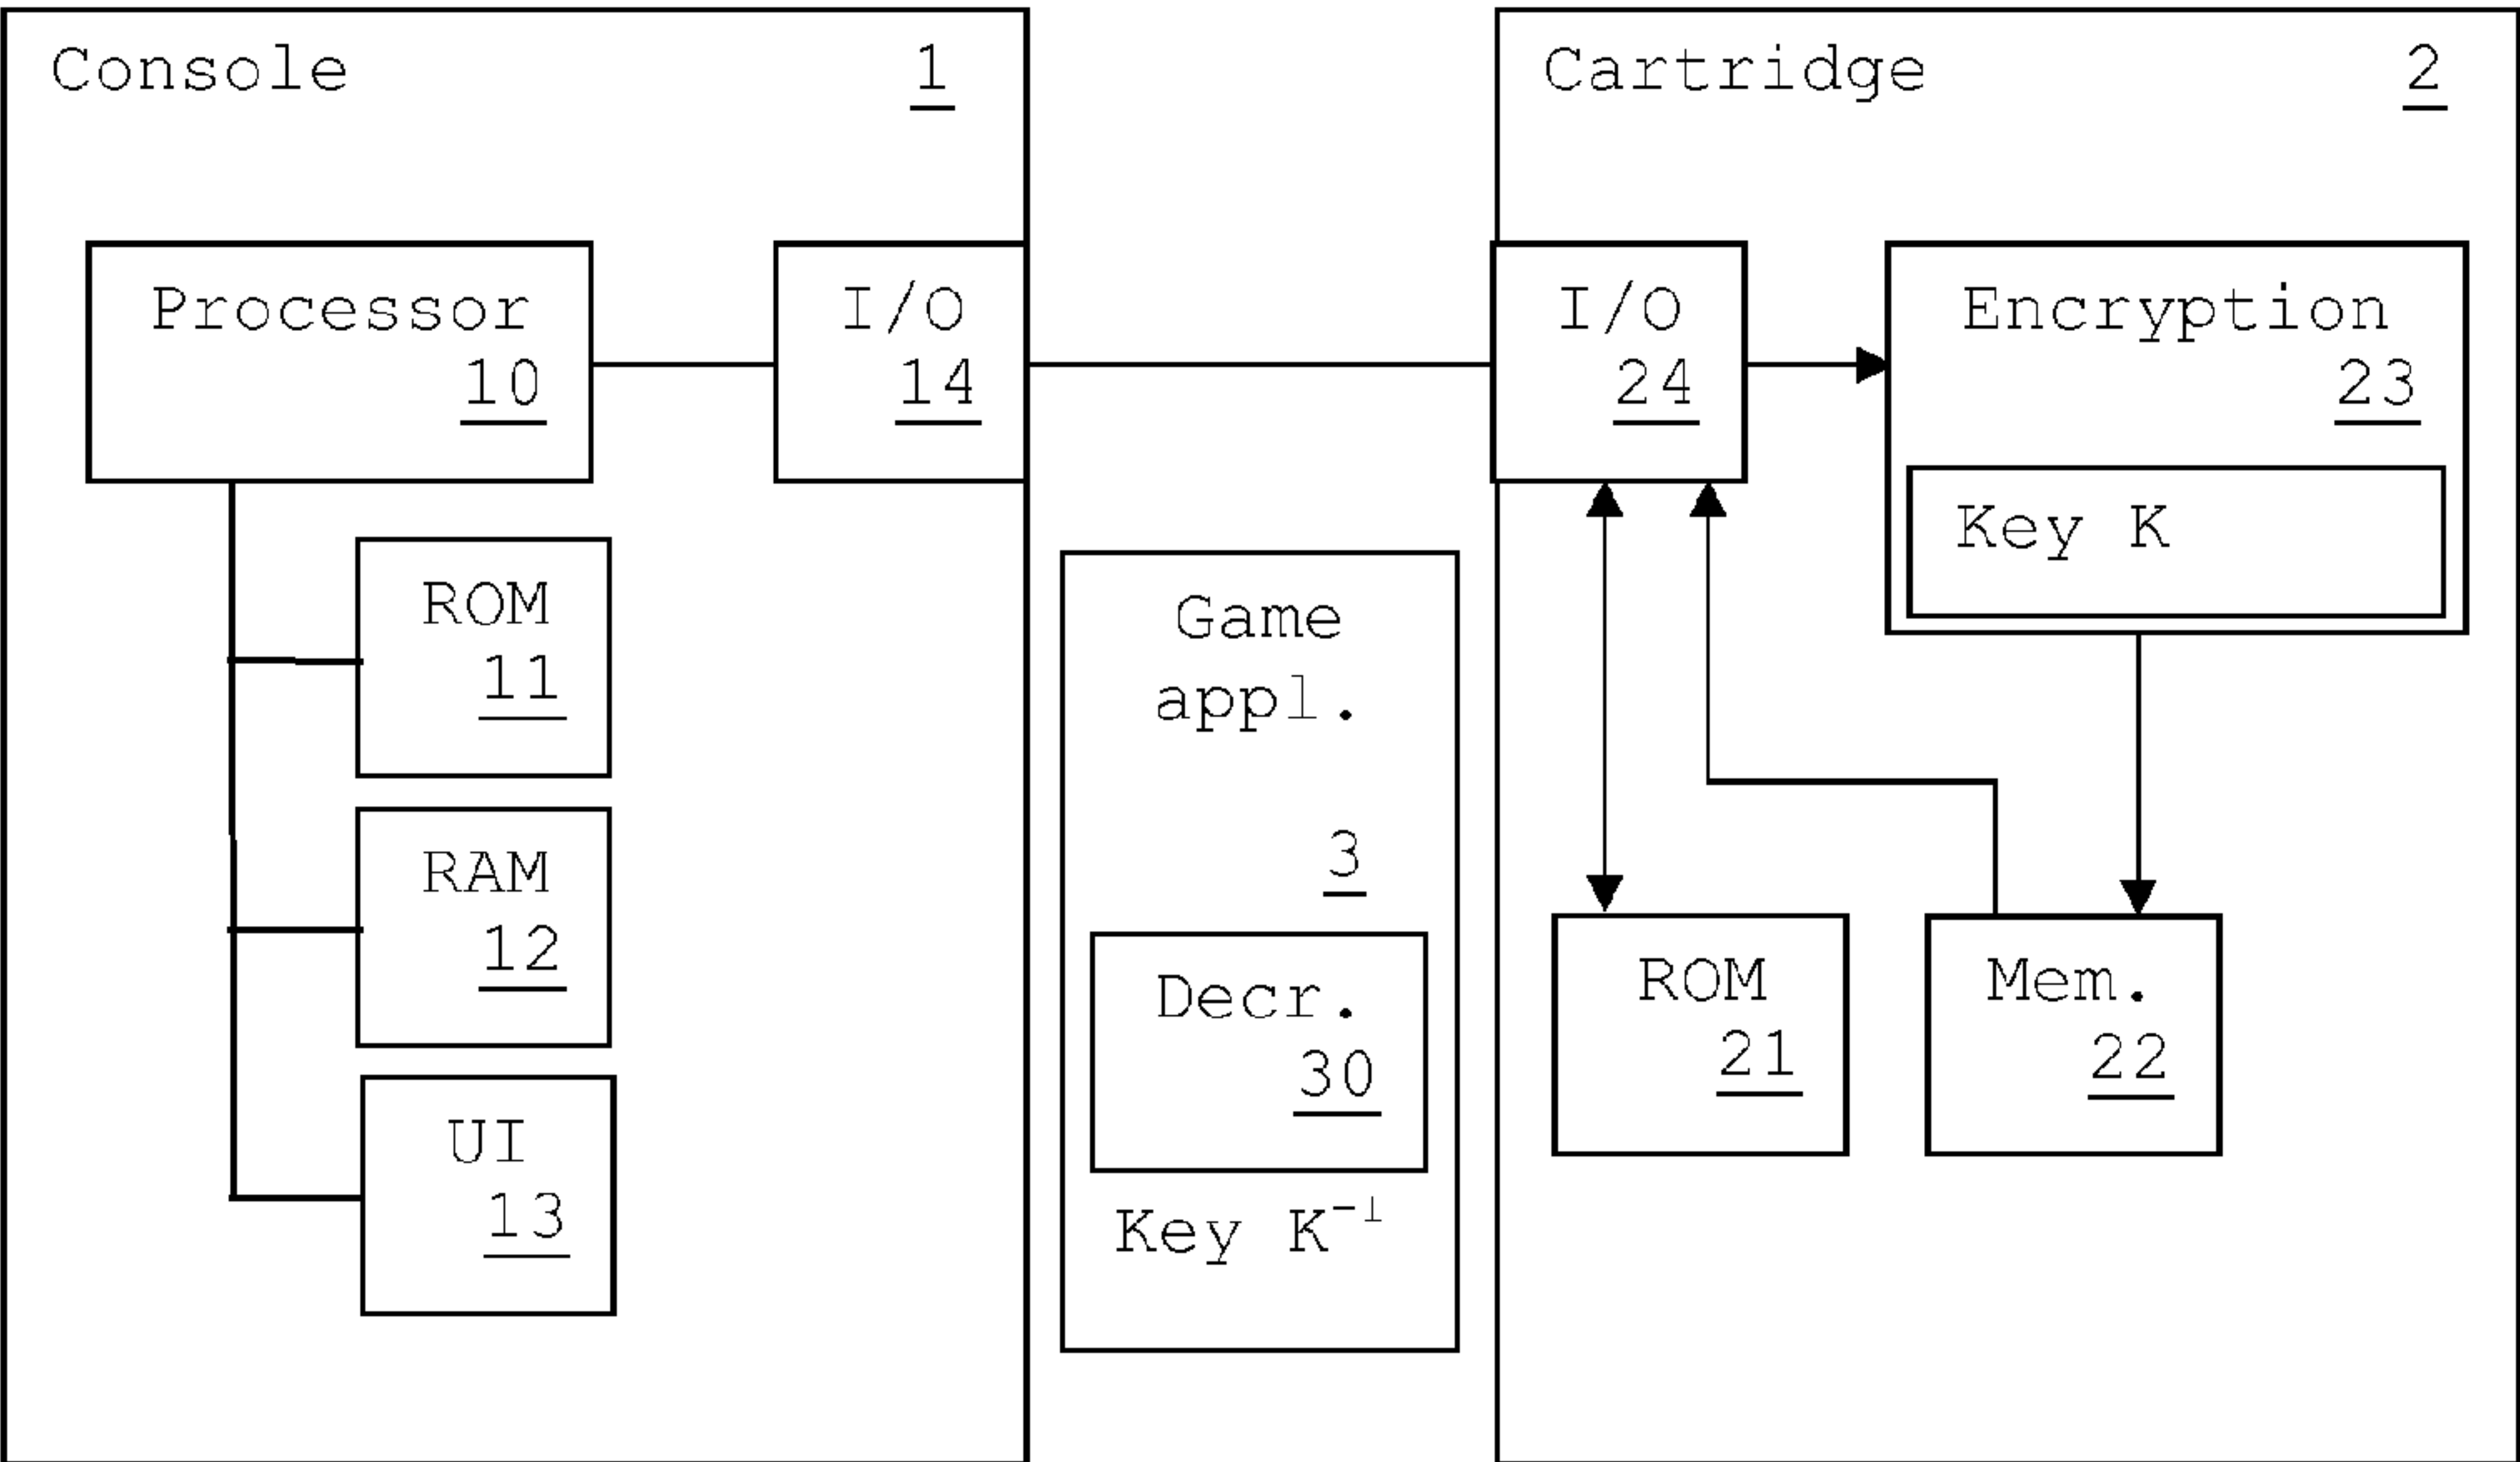 Console 1
Processor
10
I/O
14
ROM
11
RAM
12
UI
13
Game
appl.
3
Decr.
30
Key K⁻¹
Cartridge 2
I/O
24
Encryption
23
Key K
ROM
21
Mem.
22